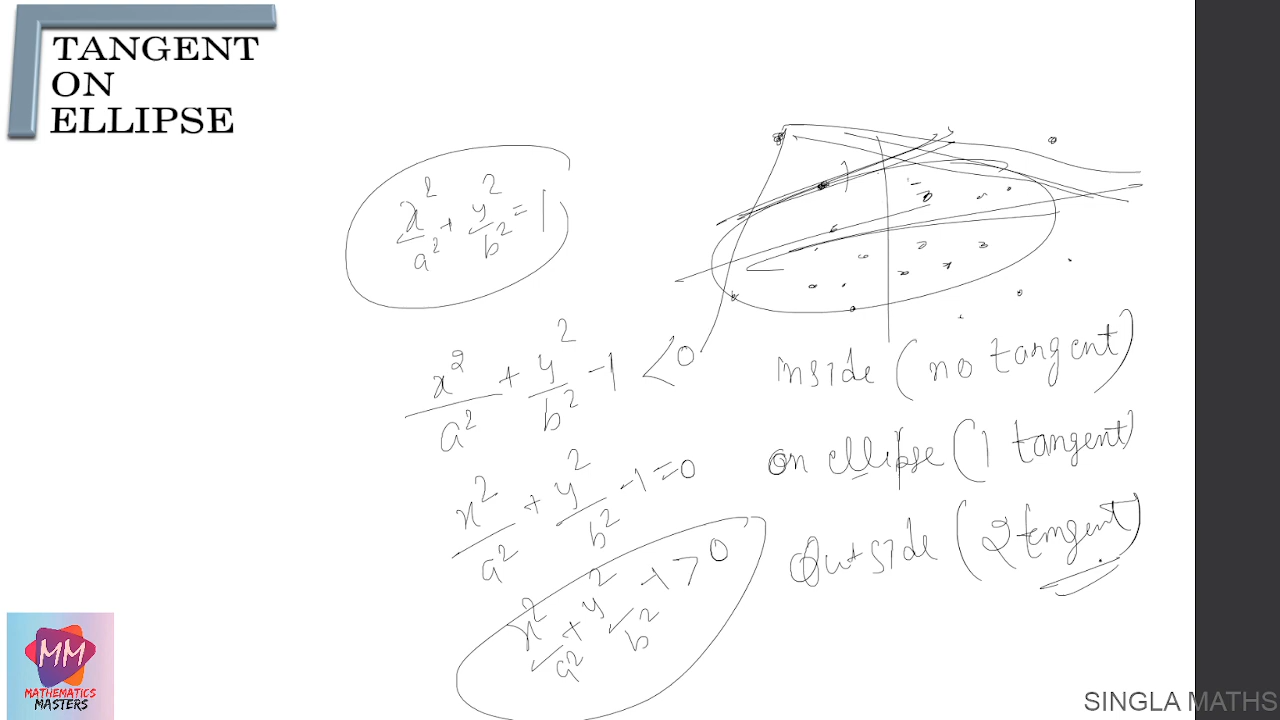 TANGENT
ON
ELLIPSE
x²/a² + y²/b² = 1
x²/a² + y²/b² - 1 < 0 inside (no tangent)
x²/a² + y²/b² - 1 = 0 on ellipse (1 tangent)
x²/a² + y²/b² - 1 > 0 Outside (2 tangent)
MM
MATHEMATICS
MASTERS
SINGLA MATHS